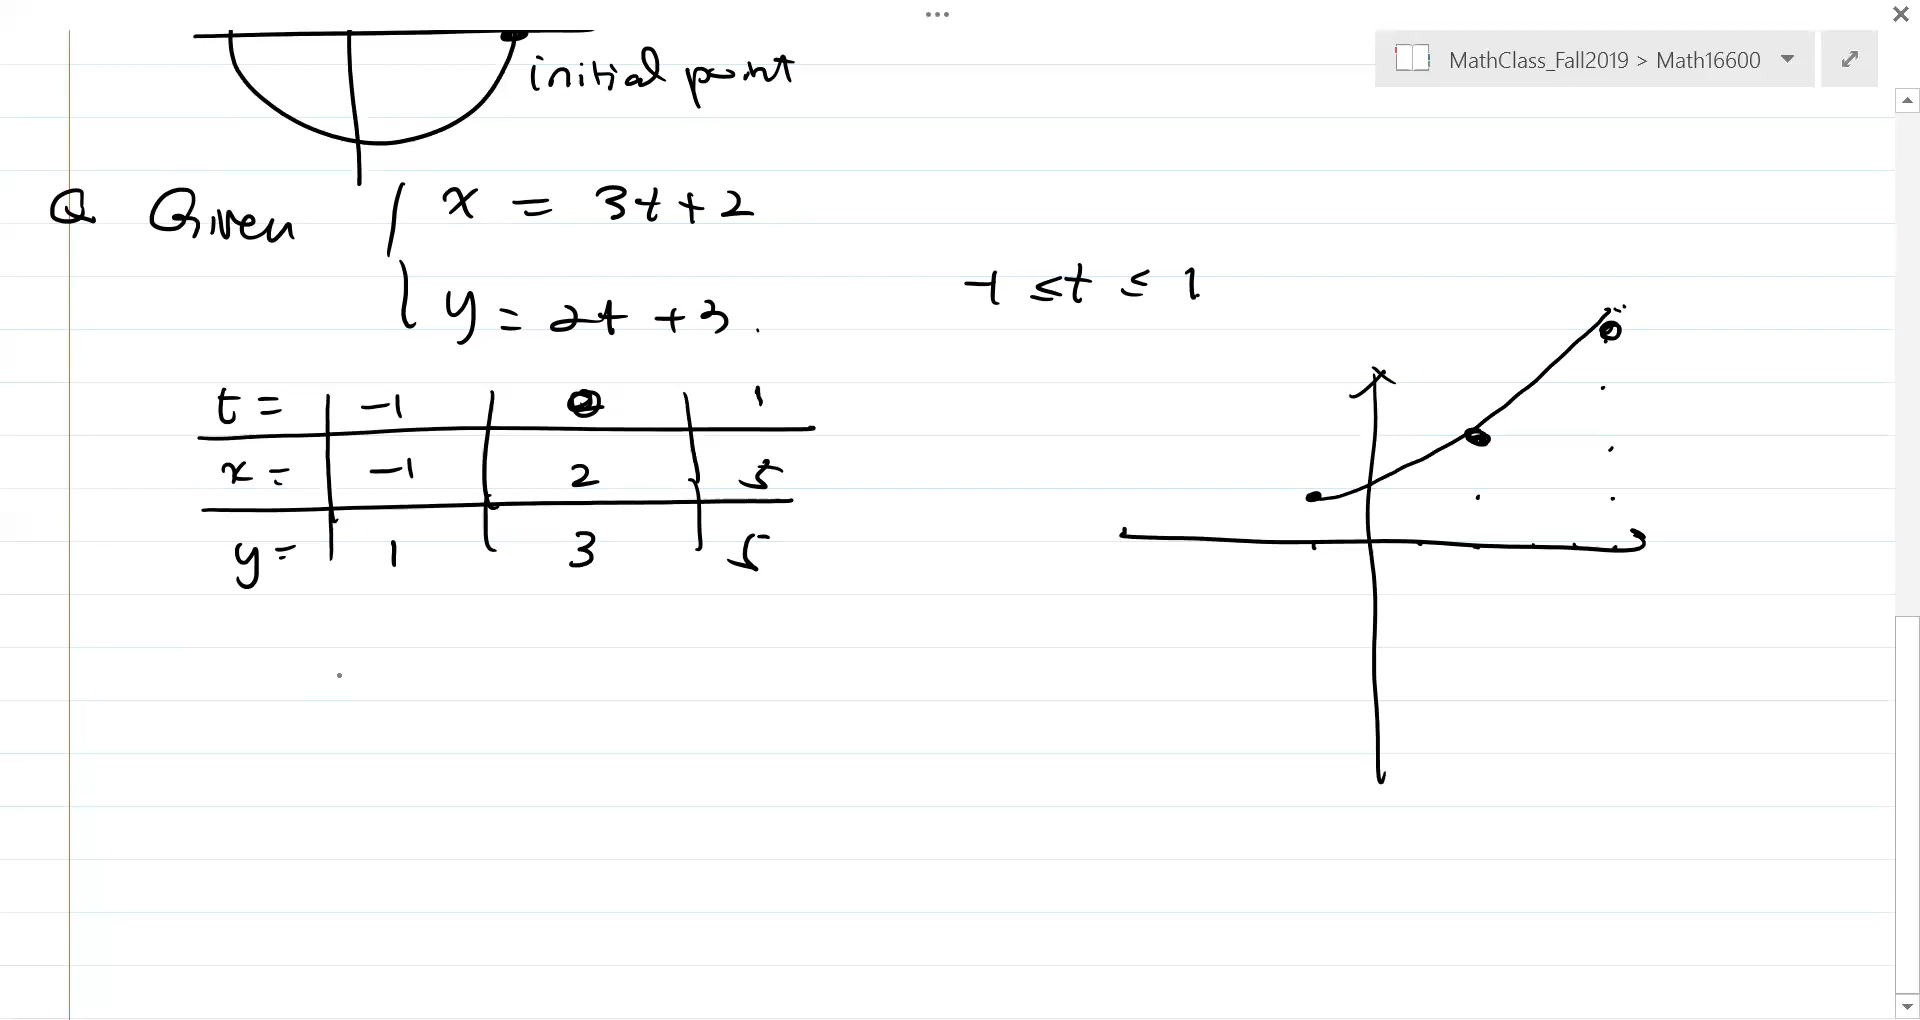 MathClass_Fall2019 > Math16600
initial point
Q Given x = 3t + 2
y = 2t + 3.
-1 ≤ t ≤ 1
t = -1 0 1
x = -1 2 5
y = 1 3 5